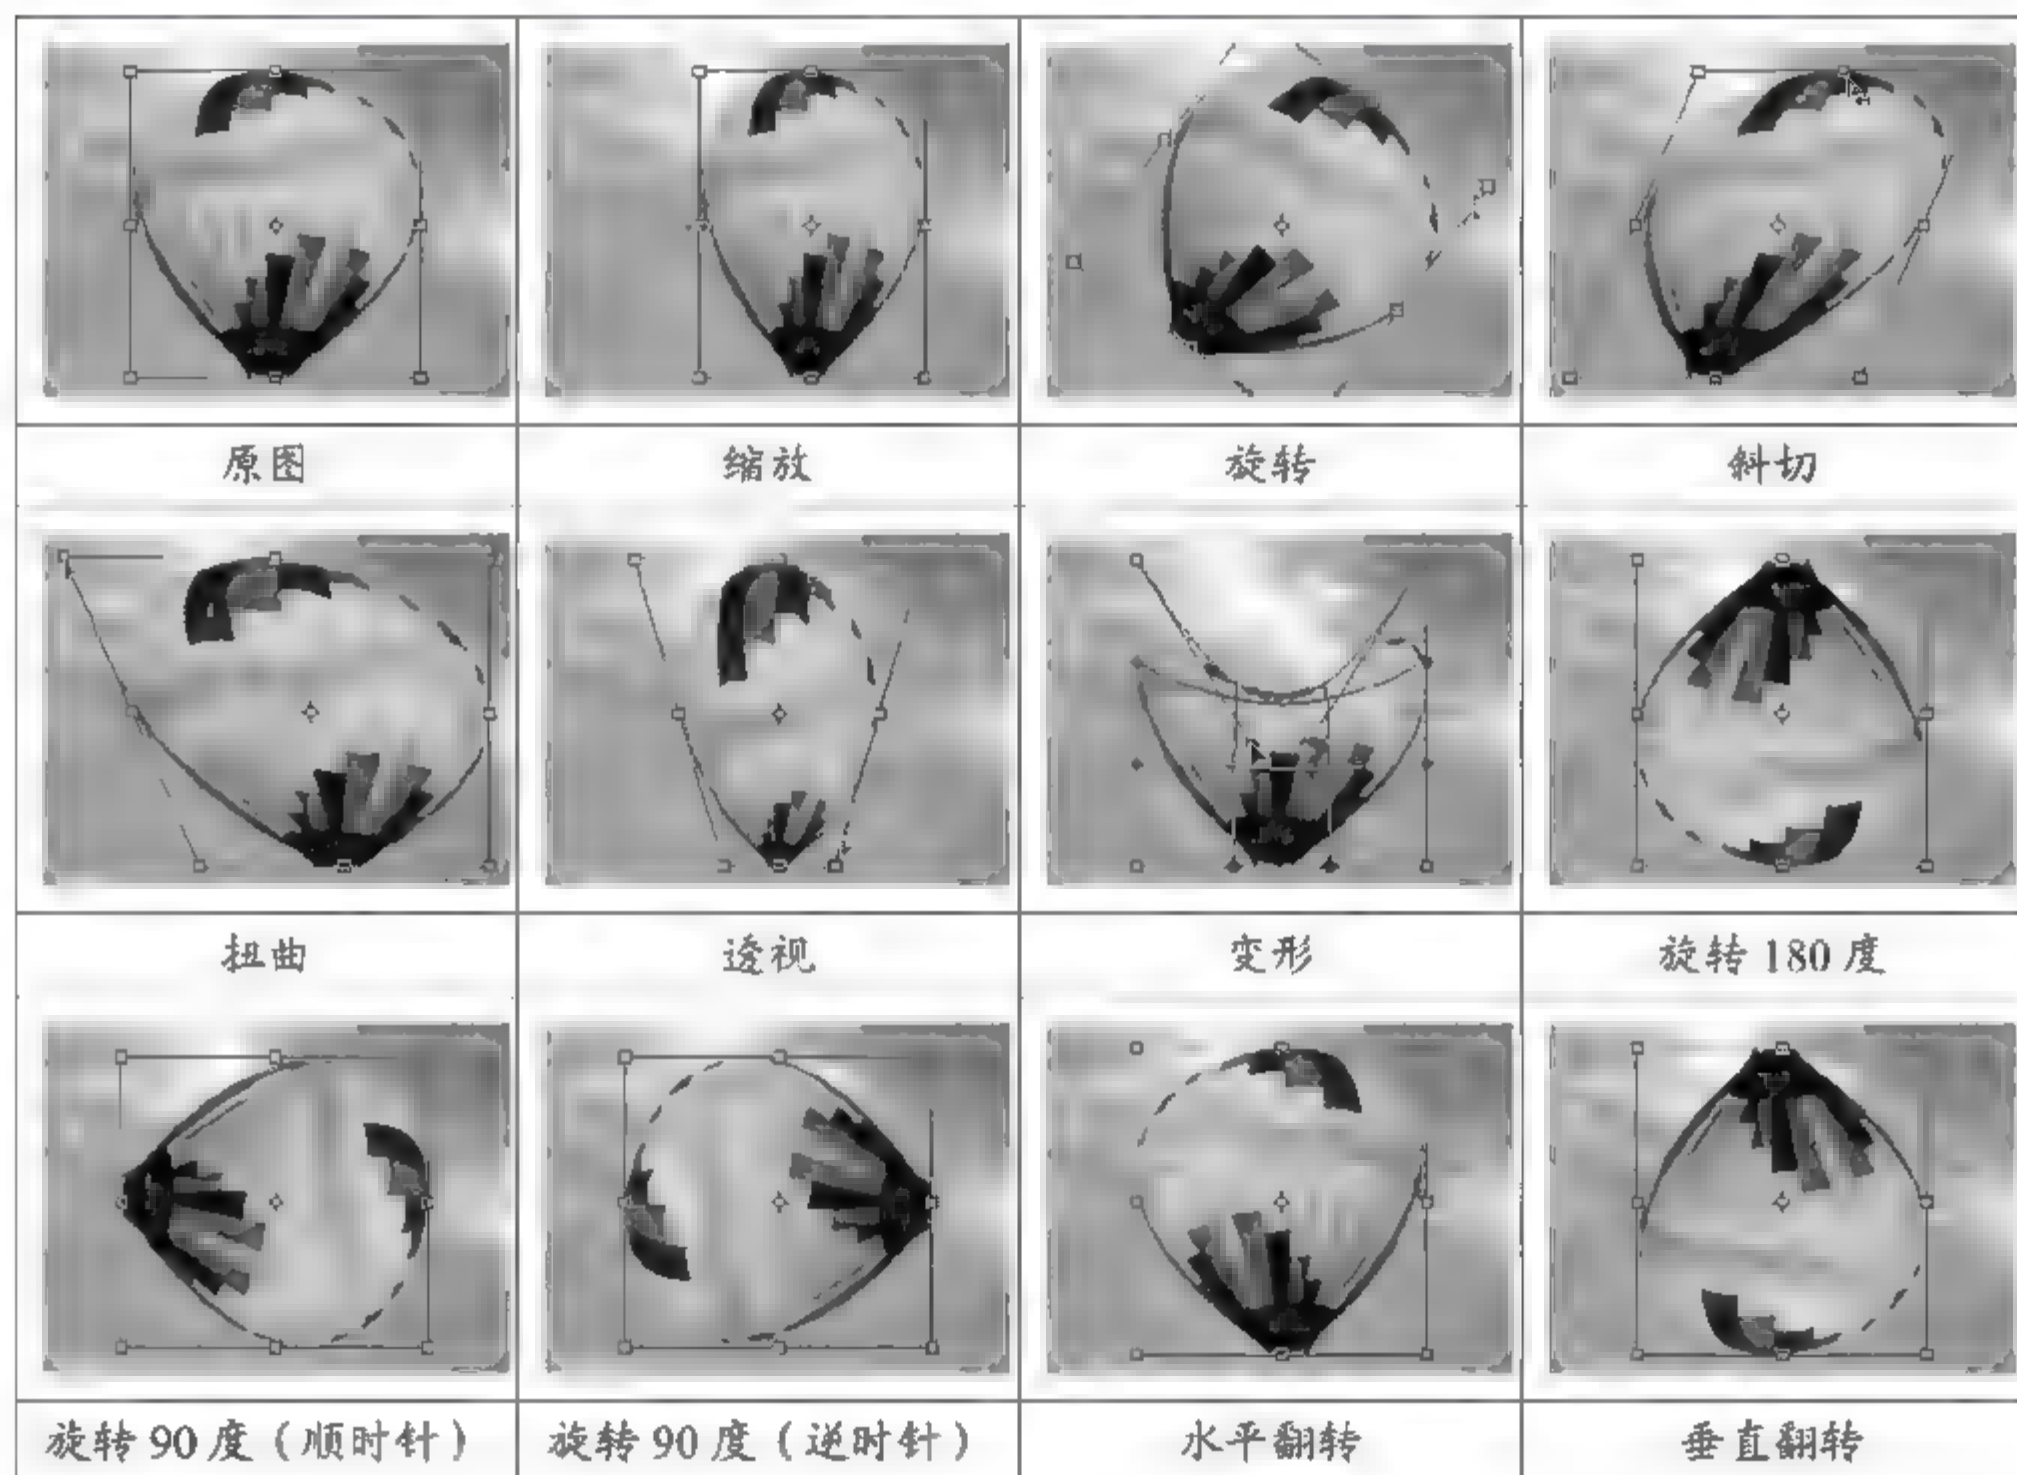 原图 缩放 旋转 斜切
扭曲 透视 变形 旋转 180 度
旋转 90 度（顺时针） 旋转 90 度（逆时针） 水平翻转 垂直翻转